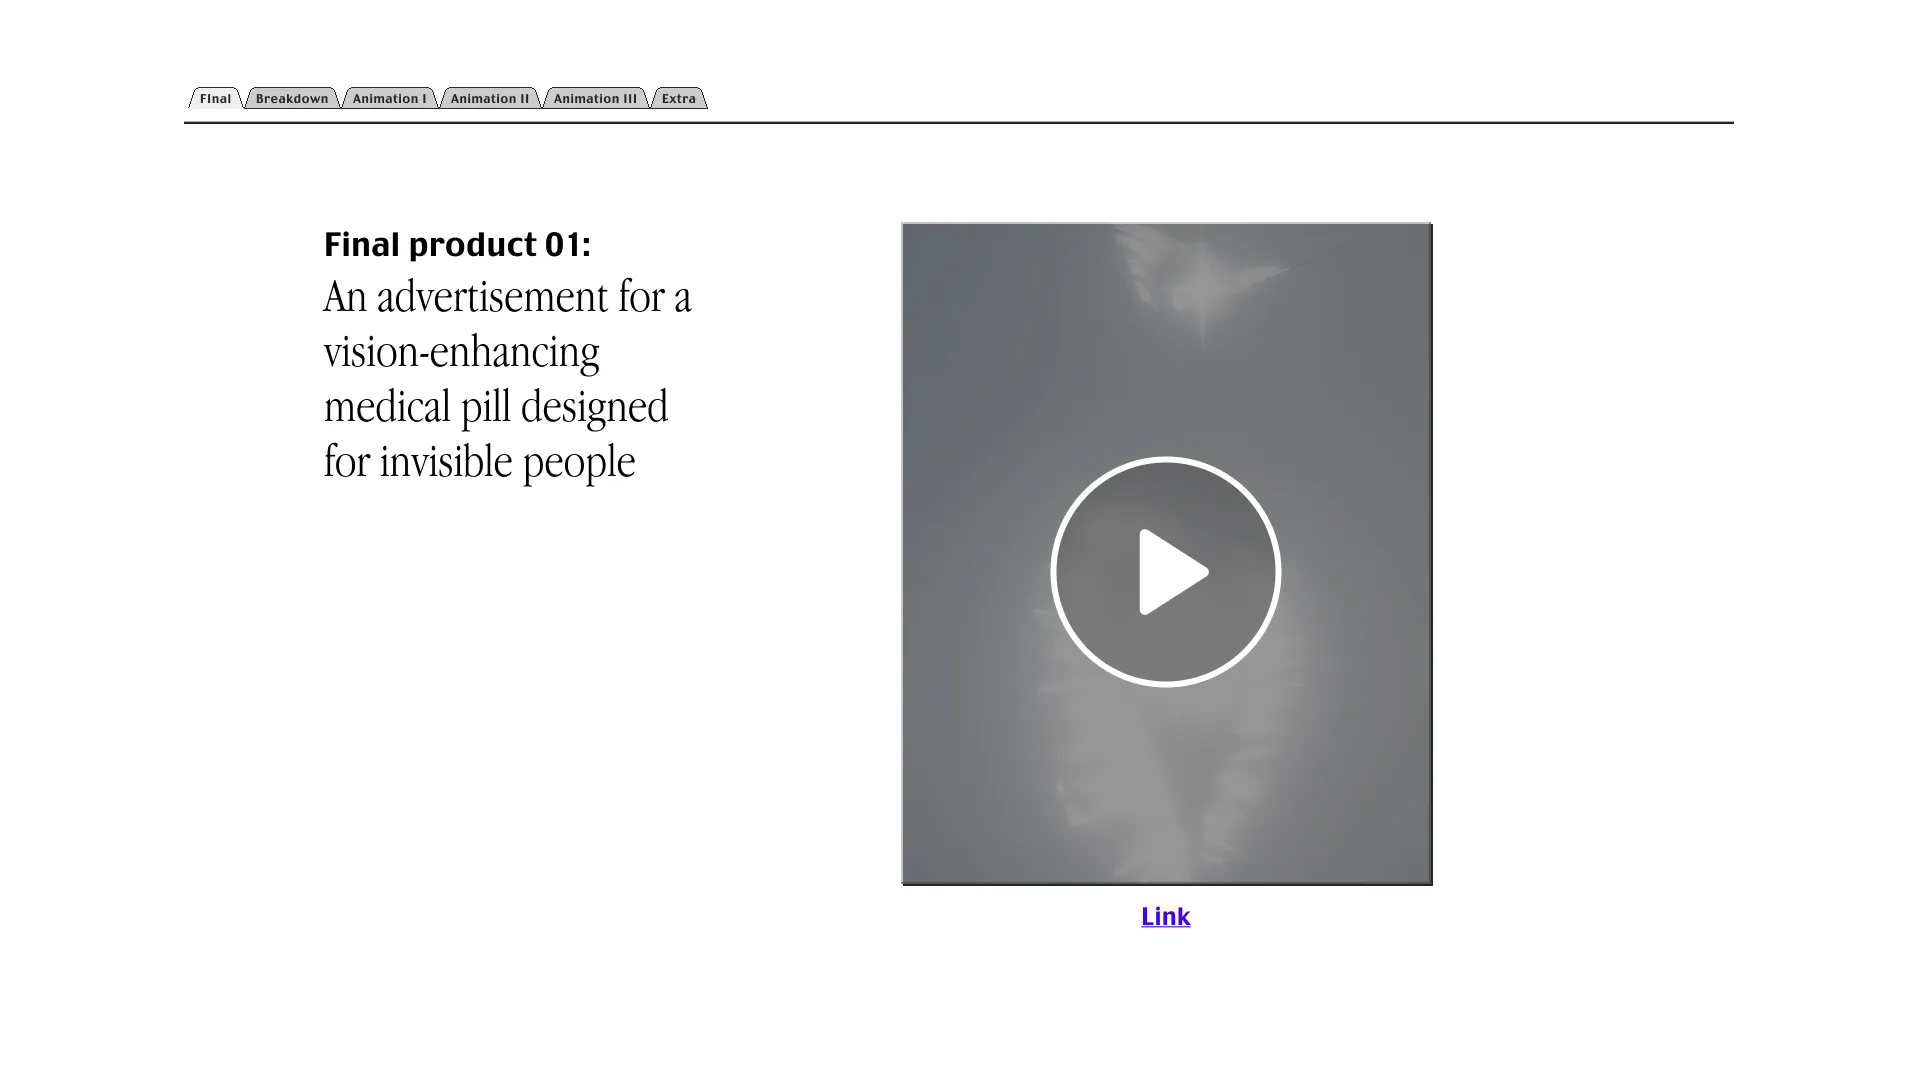 FInal
Breakdown
Animation I
Animation II
Animation III
Extra
Final product 01:
An advertisement for a
vision-enhancing
medical pill designed
for invisible people
Link